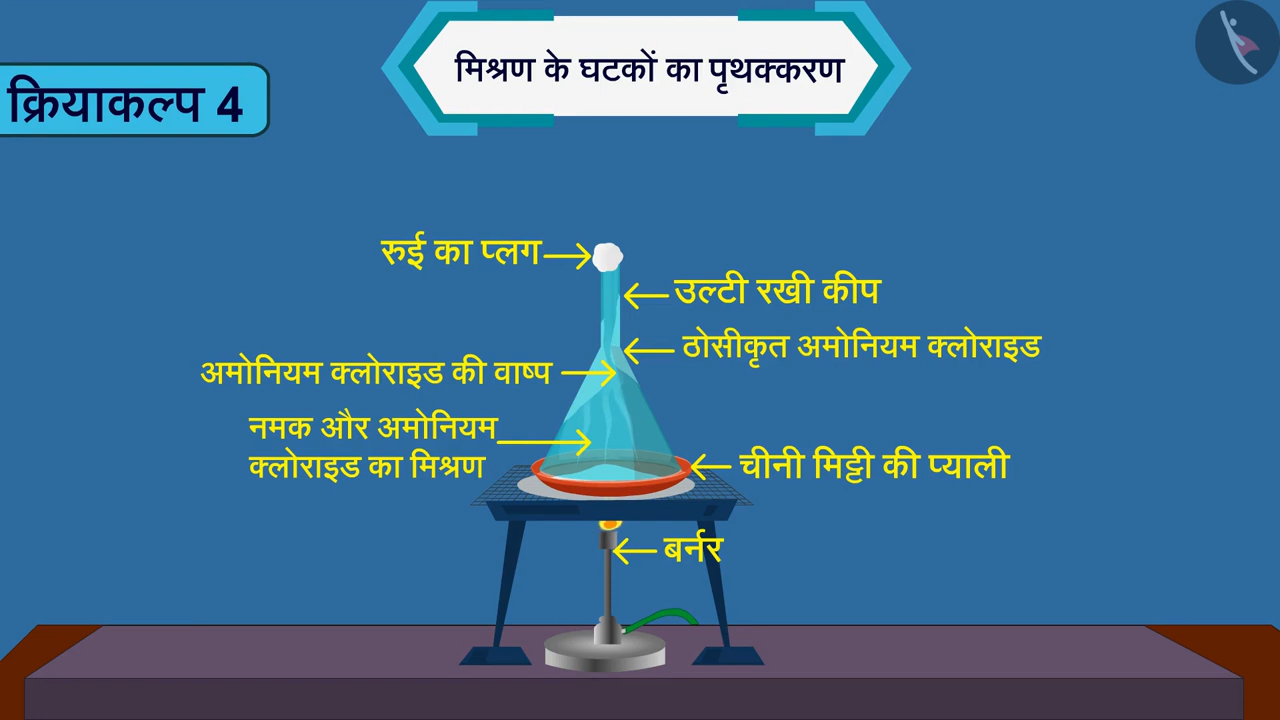 मिश्रण के घटकों का पृथक्करण
क्रियाकल्प 4
रुई का प्लग
उल्टी रखी कीप
ठोसीकृत अमोनियम क्लोराइड
अमोनियम क्लोराइड की वाष्प
नमक और अमोनियम
क्लोराइड का मिश्रण
चीनी मिट्टी की प्याली
बर्नर